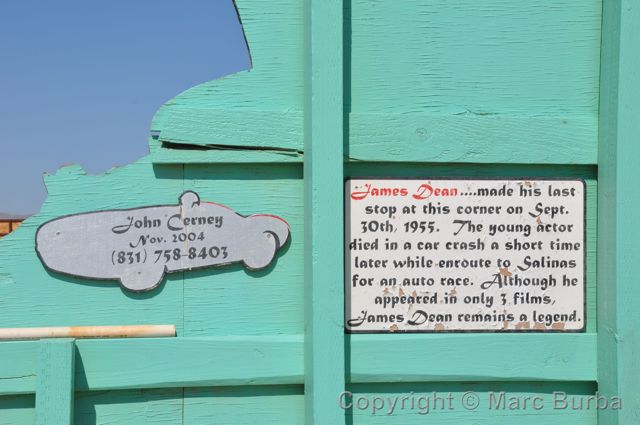 John Cerney
Nov. 2004
(831) 758-8403
James Dean....made his last
stop at this corner on Sept.
30th, 1955. The young actor
died in a car crash a short time
later while enroute to Salinas
for an auto race. Although he
appeared in only 3 films,
James Dean remains a legend.
Copyright © Marc Burba